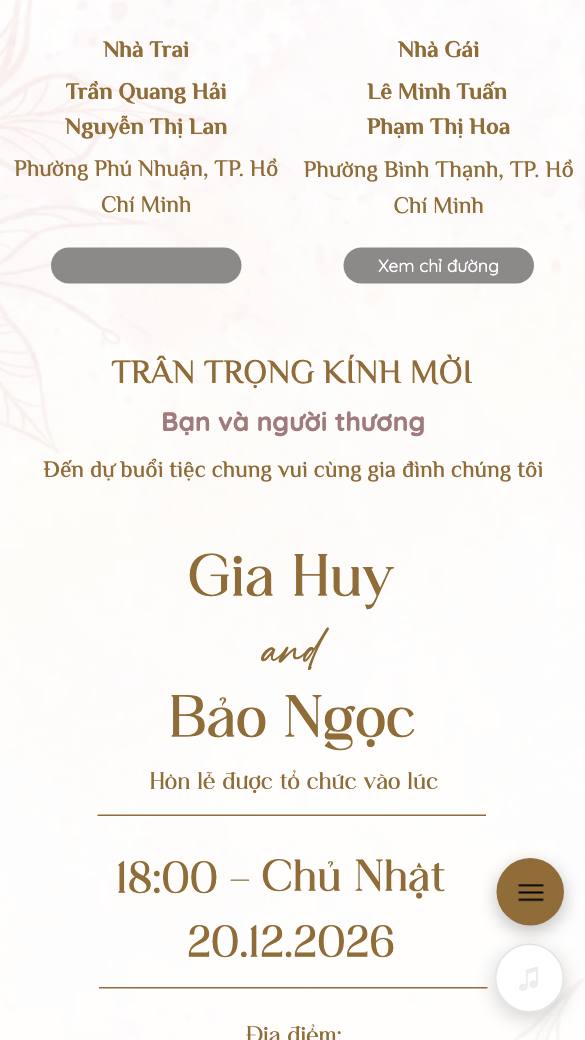 Nhà Trai
Trần Quang Hải
Nguyễn Thị Lan
Phường Phú Nhuận, TP. Hồ
Chí Minh
Nhà Gái
Lê Minh Tuấn
Phạm Thị Hoa
Phường Bình Thạnh, TP. Hồ
Chí Minh
Xem chỉ đường
TRÂN TRỌNG KÍNH MỜI
Bạn và người thương
Đến dự buổi tiệc chung vui cùng gia đình chúng tôi
Gia Huy
and
Bảo Ngọc
Hôn lễ được tổ chức vào lúc
18:00 – Chủ Nhật
20.12.2026
Địa điểm: